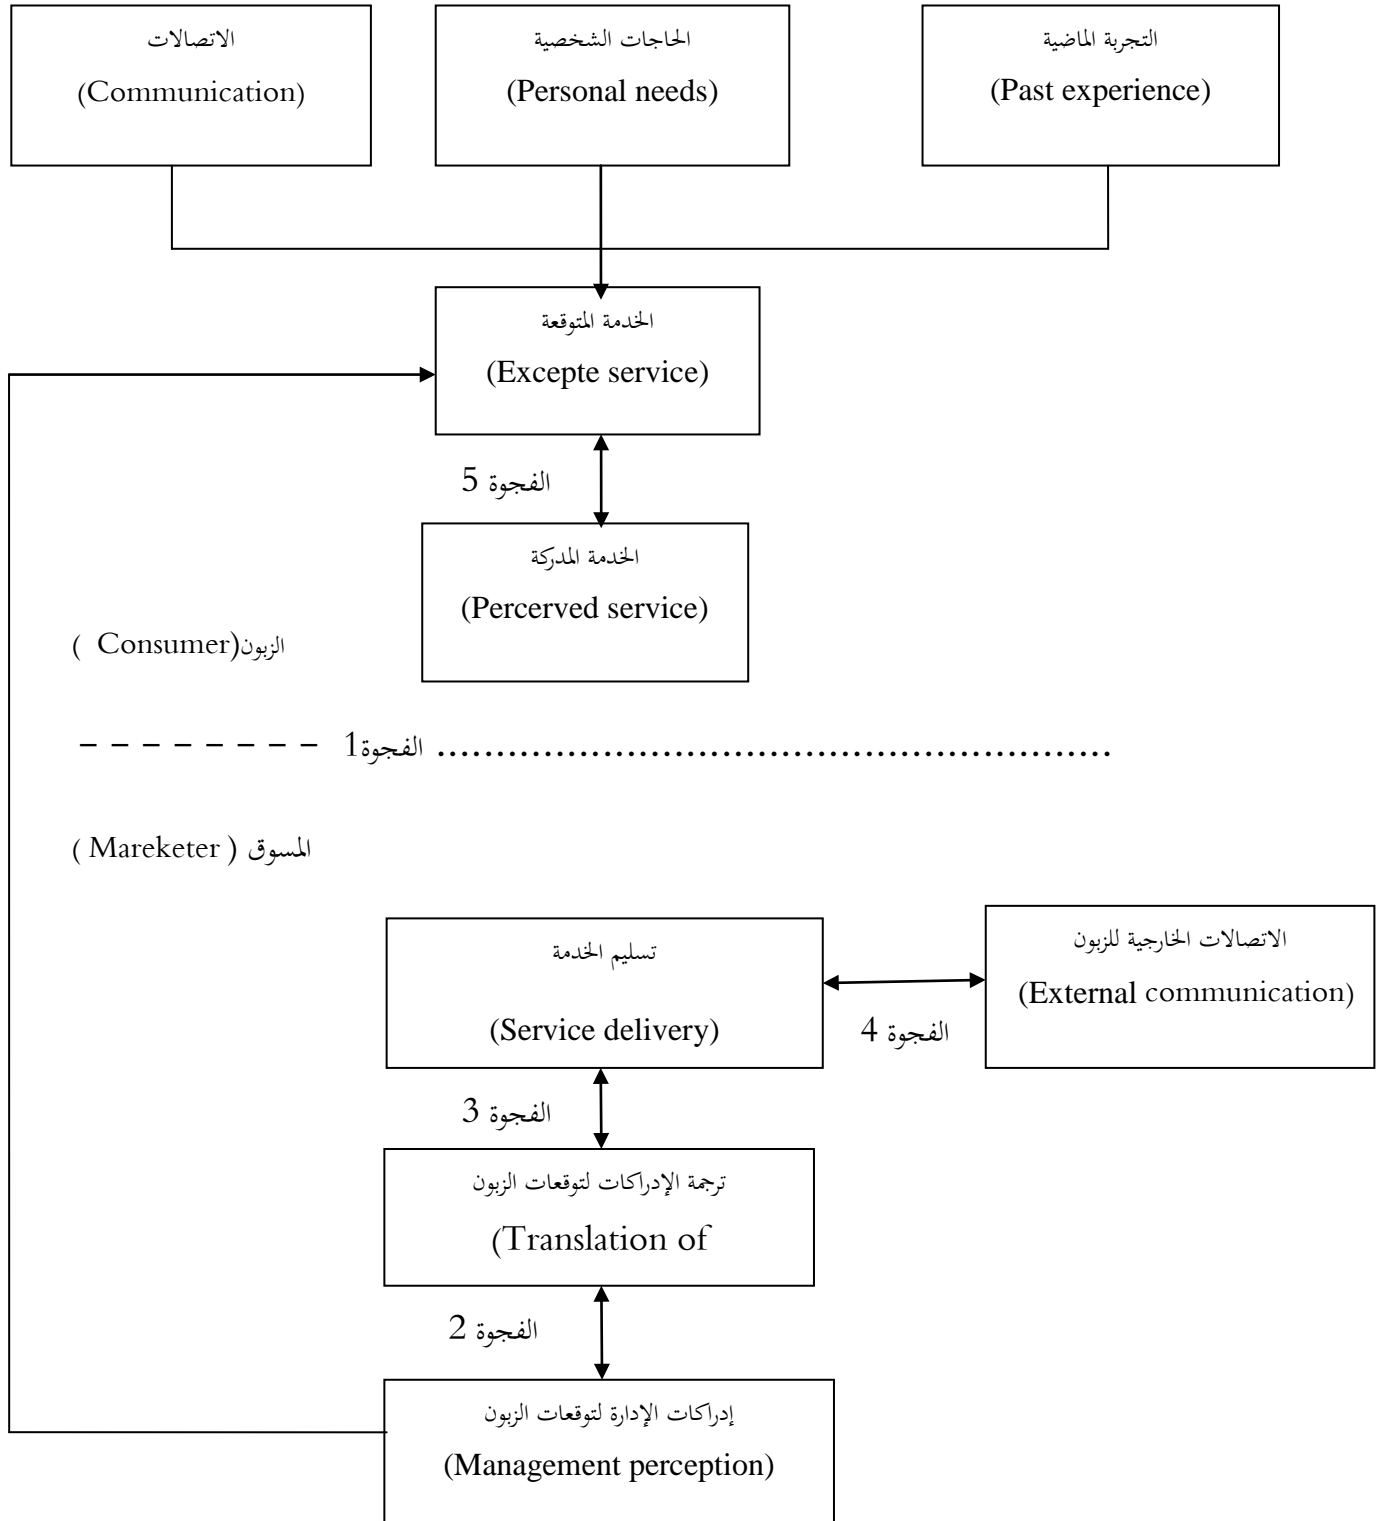 الاتصالات
(Communication)
الحاجات الشخصية
(Personal needs)
التجربة الماضية
(Past experience)
الخدمة المتوقعة
(Excepte service)
الفجوة 5
الخدمة المدركة
(Percerved service)
الزبون(Consumer )
الفجوة1
المسوق ( Mareketer )
تسليم الخدمة
(Service delivery)
الاتصالات الخارجية للزبون
(External communication)
الفجوة 4
الفجوة 3
ترجمة الإدراكات لتوقعات الزبون
(Translation of
الفجوة 2
إدراكات الإدارة لتوقعات الزبون
(Management perception)